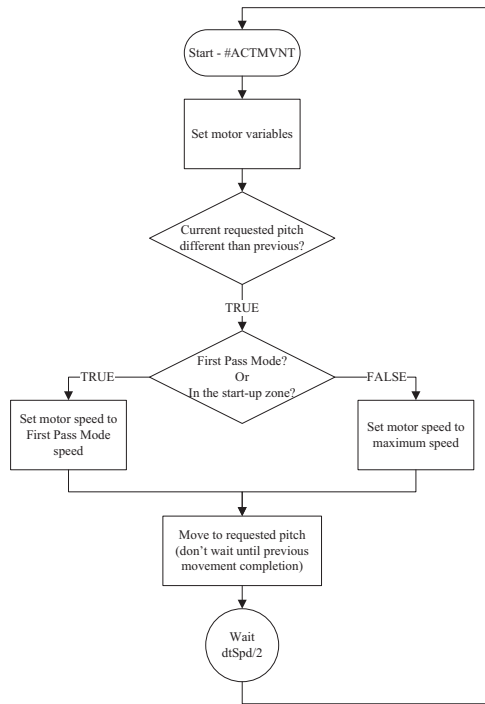 Start - #ACTMVNT
Set motor variables
Current requested pitch
different than previous?
TRUE
First Pass Mode?
Or
In the start-up zone?
TRUE
FALSE
Set motor speed to
First Pass Mode
speed
Set motor speed to
maximum speed
Move to requested pitch
(don’t wait until previous
movement completion)
Wait
dtSpd/2